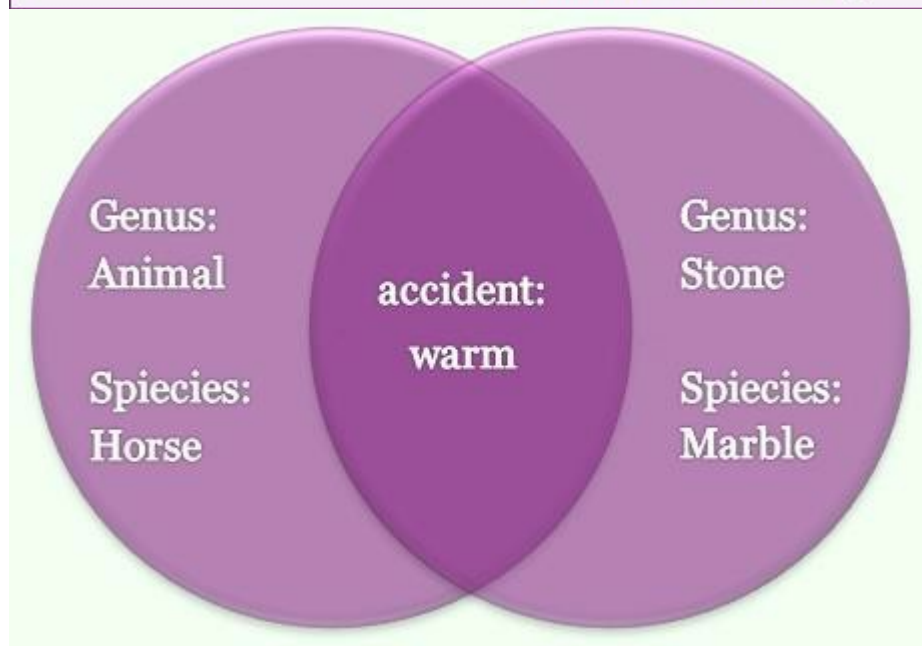 Genus:
Animal
Spiecies:
Horse
accident:
warm
Genus:
Stone
Spiecies:
Marble